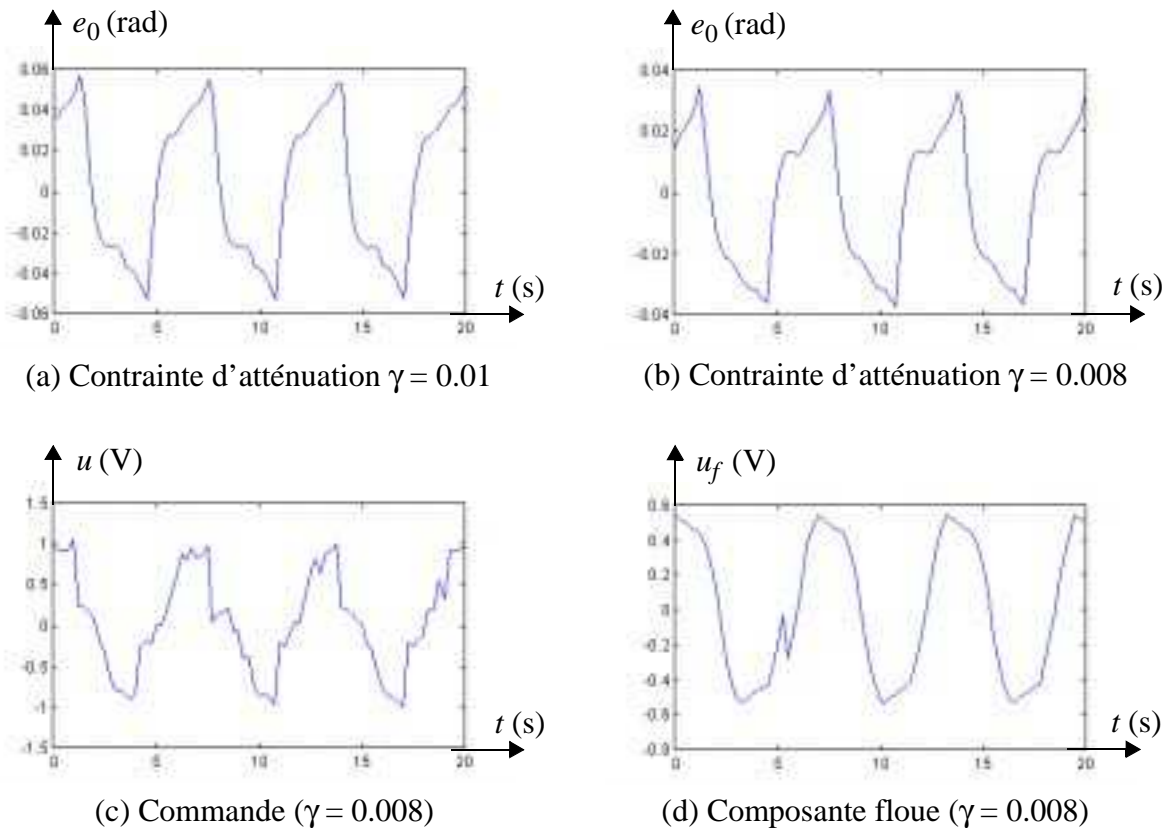 e0 (rad)
0.06
0.04
0.02
0
-0.02
-0.04
-0.06
0 5 10 15 20
t (s)
(a) Contrainte d'atténuation γ = 0.01
e0 (rad)
0.04
0.02
0
-0.02
-0.04
0 5 10 15 20
t (s)
(b) Contrainte d'atténuation γ = 0.008
u (V)
1.5
1
0.5
0
-0.5
-1
-1.5
0 5 10 15 20
t (s)
(c) Commande (γ = 0.008)
uf (V)
0.6
0.4
0.2
0
-0.2
-0.4
-0.6
-0.8
0 5 10 15 20
t (s)
(d) Composante floue (γ = 0.008)